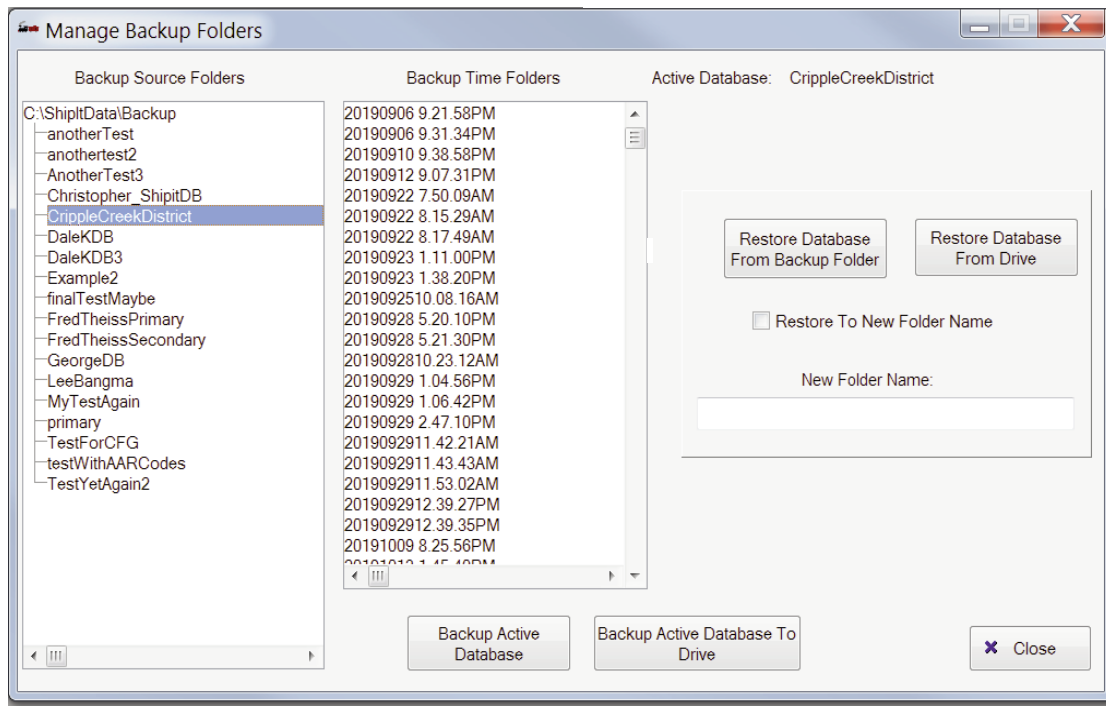 Manage Backup Folders
Backup Source Folders
Backup Time Folders
Active Database: CrippleCreekDistrict
C:\ShipItData\Backup
anotherTest
anothertest2
AnotherTest3
Christopher_ShipitDB
CrippleCreekDistrict
DaleKDB
DaleKDB3
Example2
finalTestMaybe
FredTheissPrimary
FredTheissSecondary
GeorgeDB
LeeBangma
MyTestAgain
primary
TestForCFG
testWithAARCodes
TestYetAgain2
20190906 9.21.58PM
20190906 9.31.34PM
20190910 9.38.58PM
20190912 9.07.31PM
20190922 7.50.09AM
20190922 8.15.29AM
20190922 8.17.49AM
20190923 1.11.00PM
20190923 1.38.20PM
2019092510.08.16AM
20190928 5.20.10PM
20190928 5.21.30PM
2019092810.23.12AM
20190929 1.04.56PM
20190929 1.06.42PM
20190929 2.47.10PM
2019092911.42.21AM
2019092911.43.43AM
2019092911.53.02AM
2019092912.39.27PM
2019092912.39.35PM
20191009 8.25.56PM
Restore Database
From Backup Folder
Restore Database
From Drive
Restore To New Folder Name
New Folder Name:
Backup Active
Database
Backup Active Database To
Drive
Close